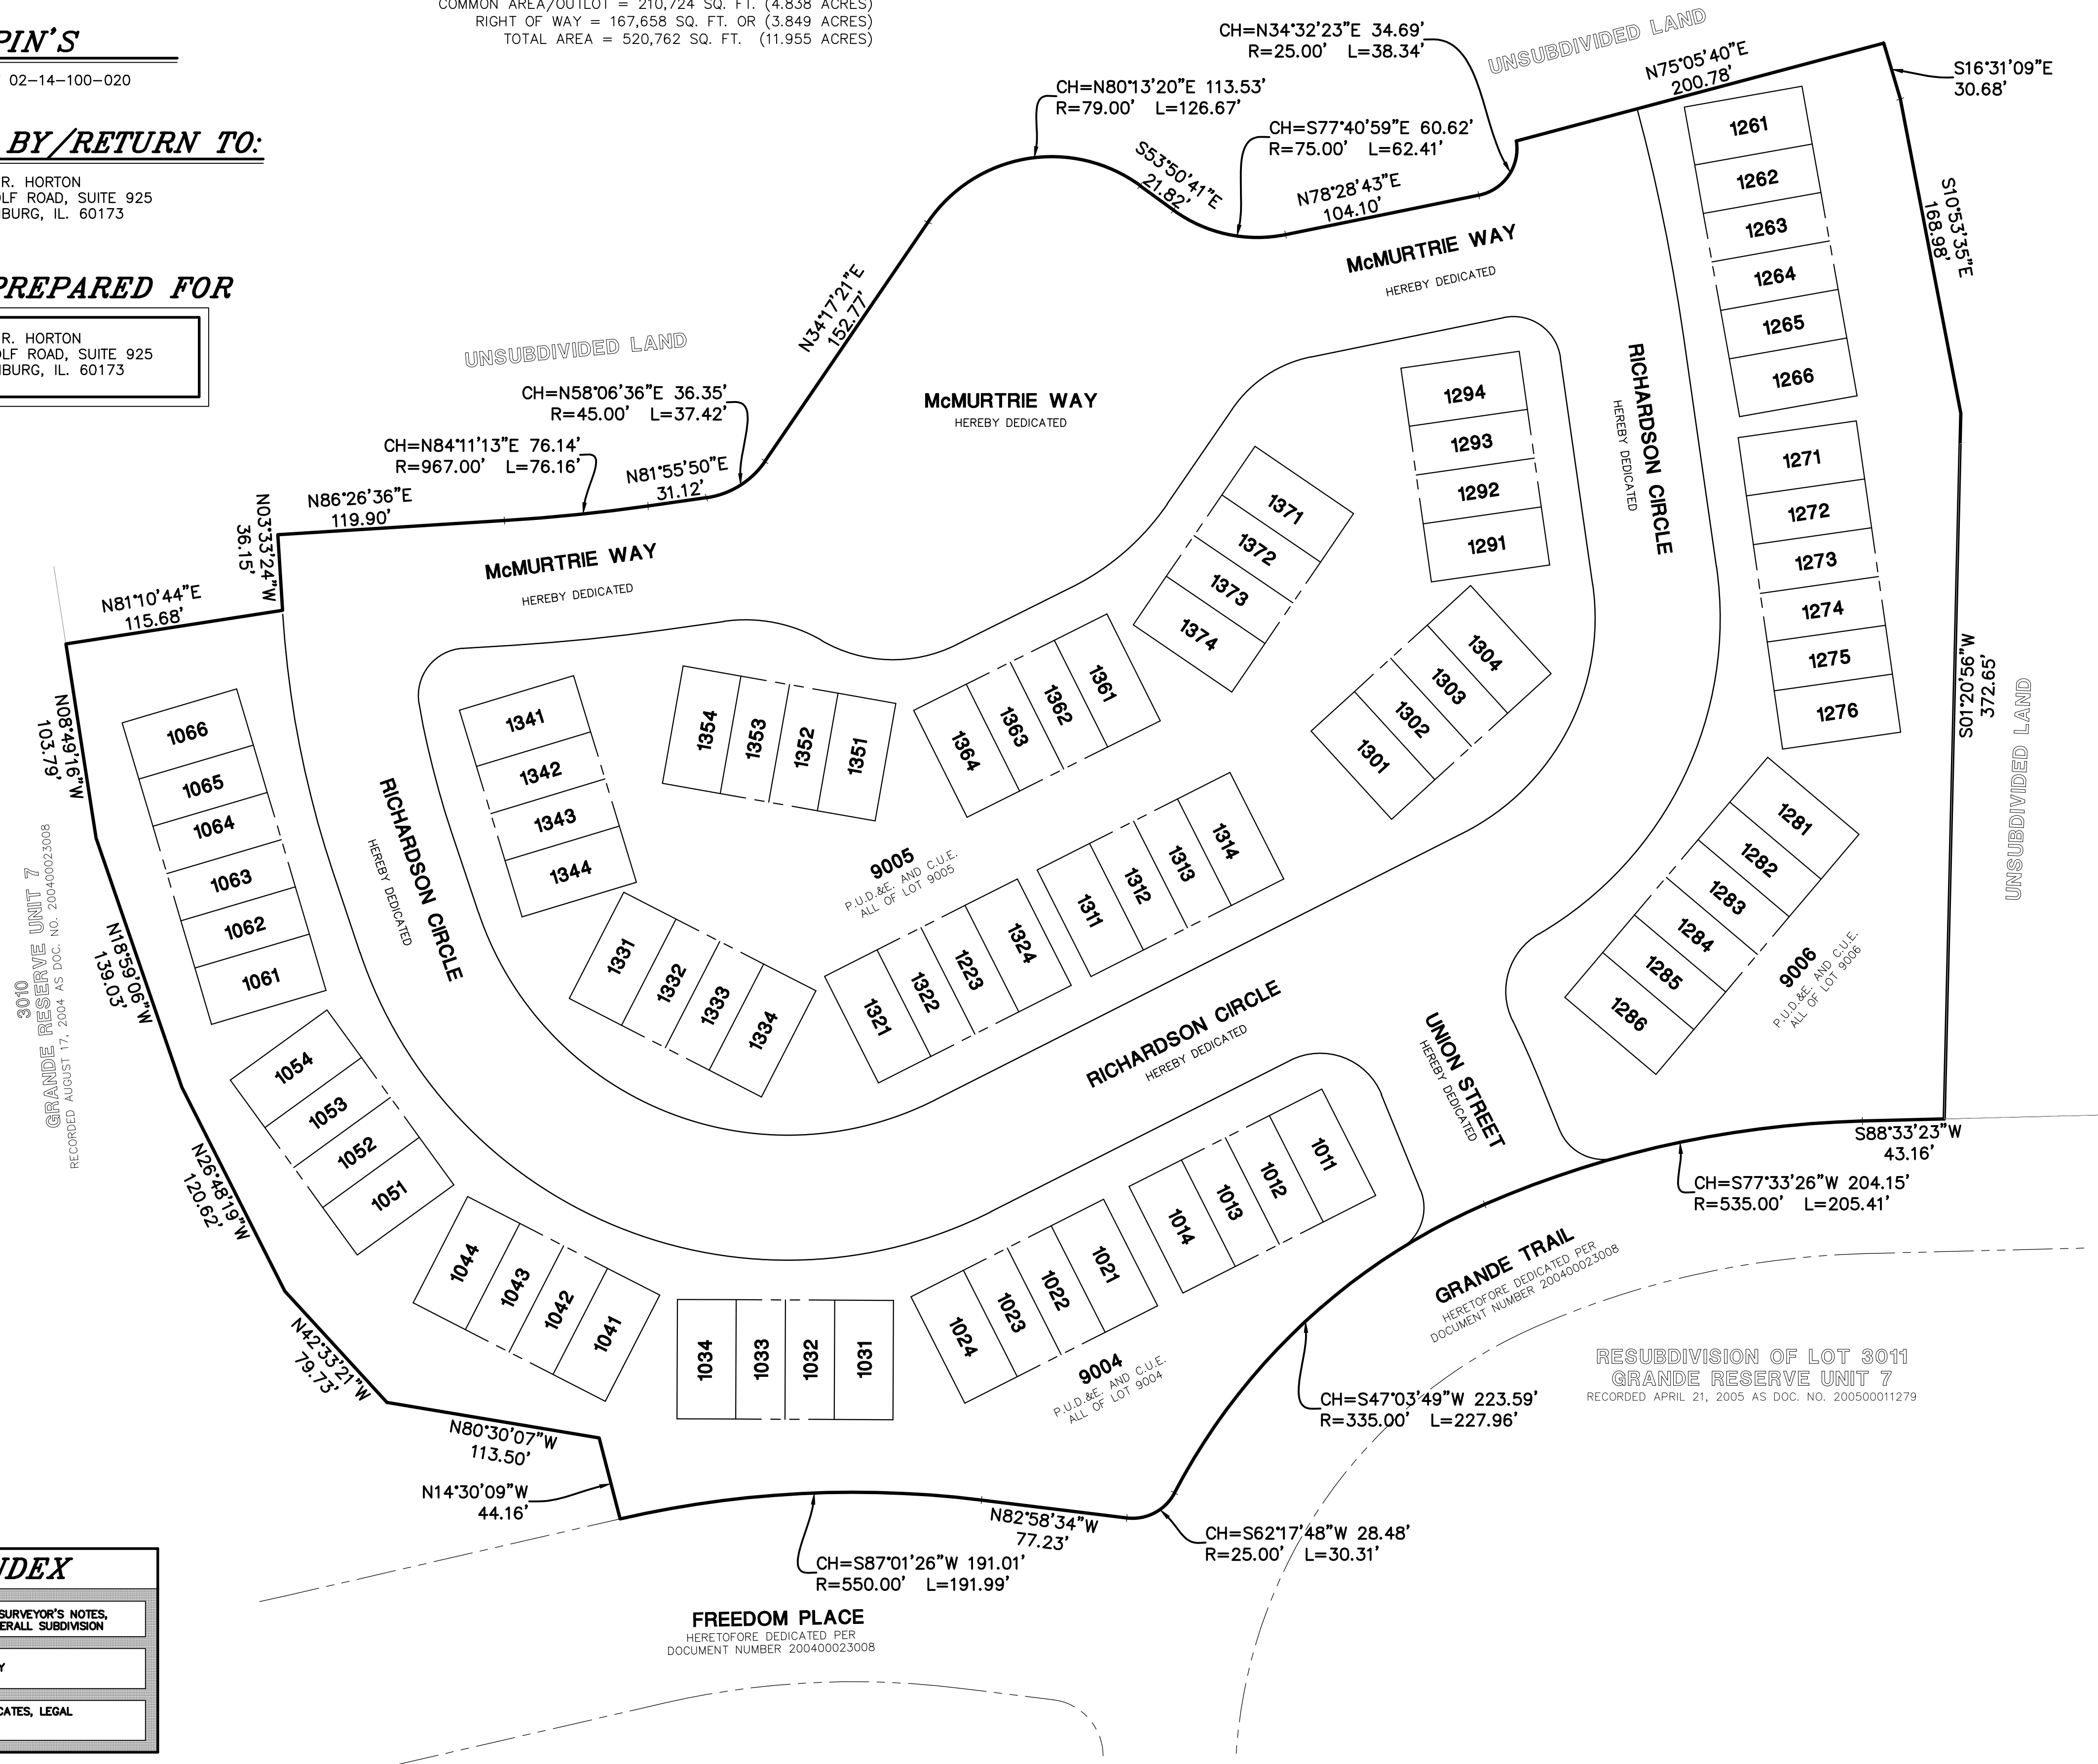 COMMON AREA/OUTLOT = 210,724 SQ. FT. (4.838 ACRES)
RIGHT OF WAY = 167,658 SQ. FT. OR (3.849 ACRES)
TOTAL AREA = 520,762 SQ. FT. (11.955 ACRES)
PIN'S
02-14-100-020
BY/RETURN TO:
R. HORTON
OLF ROAD, SUITE 925
MBURG, IL. 60173
PREPARED FOR
R. HORTON
OLF ROAD, SUITE 925
MBURG, IL. 60173
CH=N34°32'23"E 34.69'
R=25.00' L=38.34'
UNSUBDIVIDED LAND
N75°05'40"E
200.78'
S16°31'09"E
30.68'
CH=N80°13'20"E 113.53'
R=79.00' L=126.67'
CH=S77°40'59"E 60.62'
R=75.00' L=62.41'
S53°50'41"E
21.82'
N78°28'43"E
104.10'
S10°53'35"E
168.98'
McMURTRIE WAY
HEREBY DEDICATED
N34°17'21"E
152.77'
UNSUBDIVIDED LAND
CH=N58°06'36"E 36.35'
R=45.00' L=37.42'
McMURTRIE WAY
HEREBY DEDICATED
CH=N84°11'13"E 76.14'
R=967.00' L=76.16'
N81°55'50"E
31.12'
N86°26'36"E
119.90'
N03°33'24"W
36.15'
McMURTRIE WAY
HEREBY DEDICATED
N81°10'44"E
115.68'
N08°49'16"W
103.79'
RICHARDSON CIRCLE
HEREBY DEDICATED
1261
1262
1263
1264
1265
1266
1271
1272
1273
1274
1275
1276
1294
1293
1292
1291
1371
1372
1373
1374
1304
1303
1302
1301
1361
1362
1363
1364
1354
1353
1352
1351
1341
1342
1343
1344
1066
1065
1064
1063
1062
1061
S01°20'56"W
372.65'
UNSUBDIVIDED LAND
RICHARDSON CIRCLE
HEREBY DEDICATED
9005
P.U.D.&E. AND C.U.E.
ALL OF LOT 9005
1331
1332
1333
1334
1321
1322
1223
1324
1311
1312
1313
1314
1281
1282
1283
1284
1285
1286
9006
P.U.D.&E. AND C.U.E.
ALL OF LOT 9006
3010
GRANDE RESERVE UNIT 7
RECORDED AUGUST 17, 2004 AS DOC. NO. 200400023008
N18°59'06"W
139.03'
RICHARDSON CIRCLE
HEREBY DEDICATED
UNION STREET
HEREBY DEDICATED
1054
1053
1052
1051
1044
1043
1042
1041
1034
1033
1032
1031
1024
1023
1022
1021
1014
1013
1012
1011
9004
P.U.D.&E. AND C.U.E.
ALL OF LOT 9004
S88°33'23"W
43.16'
CH=S77°33'26"W 204.15'
R=535.00' L=205.41'
N26°48'19"W
120.62'
GRANDE TRAIL
HERETOFORE DEDICATED PER
DOCUMENT NUMBER 200400023008
N42°33'21"W
79.73'
RESUBDIVISION OF LOT 3011
GRANDE RESERVE UNIT 7
RECORDED APRIL 21, 2005 AS DOC. NO. 200500011279
CH=S47°03'49"W 223.59'
R=335.00' L=227.96'
N80°30'07"W
113.50'
N14°30'09"W
44.16'
N82°58'34"W
77.23'
CH=S62°17'48"W 28.48'
R=25.00' L=30.31'
CH=S87°01'26"W 191.01'
R=550.00' L=191.99'
FREEDOM PLACE
HERETOFORE DEDICATED PER
DOCUMENT NUMBER 200400023008
NDEX
SURVEYOR'S NOTES,
ERALL SUBDIVISION
Y
CATES, LEGAL